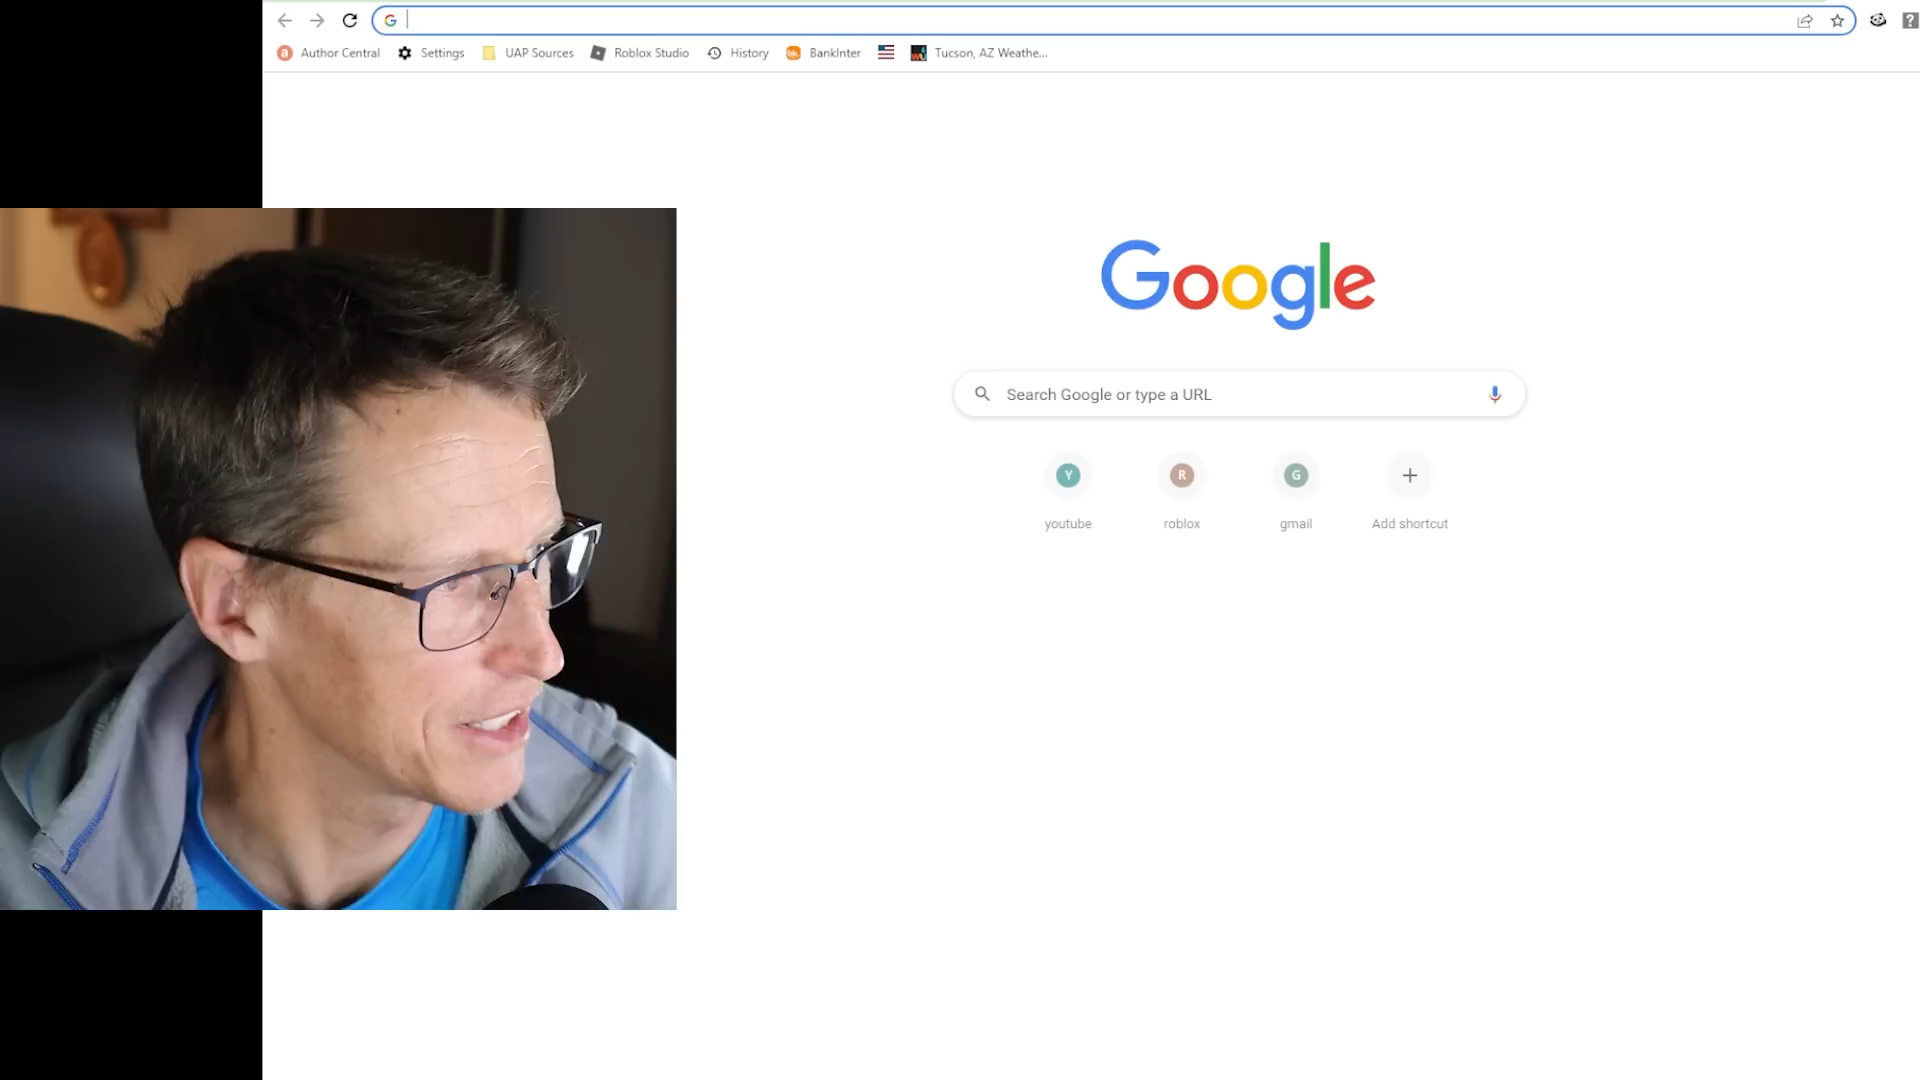 Author Central Settings UAP Sources Roblox Studio History BankInter Tucson, AZ Weathe...
Google
Search Google or type a URL
Y R G
youtube roblox gmail Add shortcut